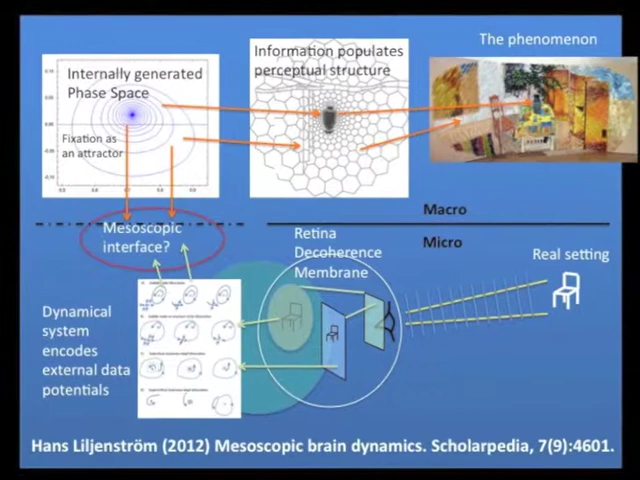 Internally generated
Phase Space
Fixation as
an attractor
Information populates
perceptual structure
The phenomenon
Macro
Micro
Mesoscopic
interface?
Retina
Decoherence
Membrane
Real setting
Dynamical
system
encodes
external data
potentials
Hans Liljenström (2012) Mesoscopic brain dynamics. Scholarpedia, 7(9):4601.